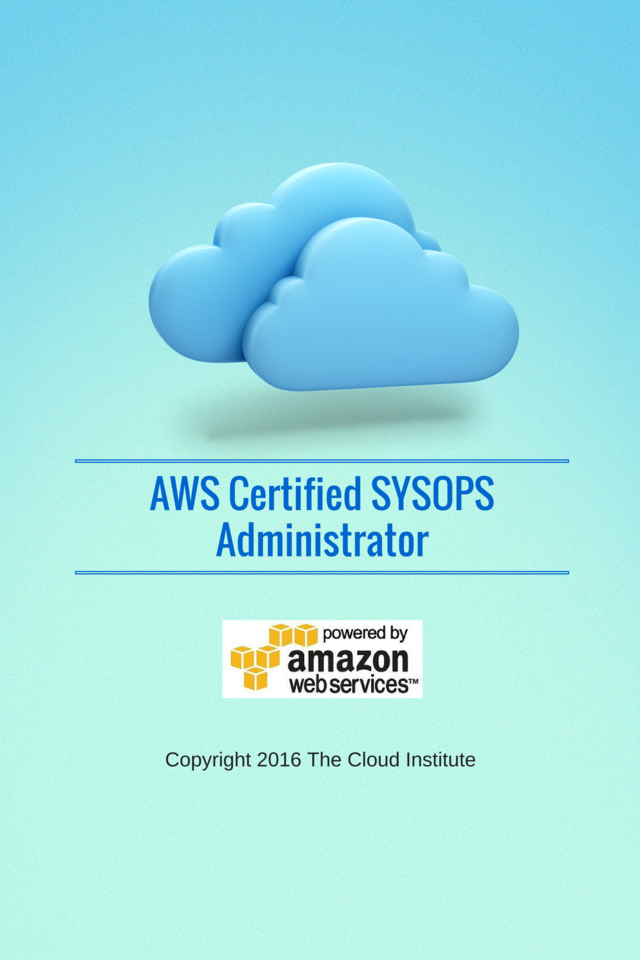 AWS Certified SYSOPS
Administrator
powered by
amazon
webservices™
Copyright 2016 The Cloud Institute